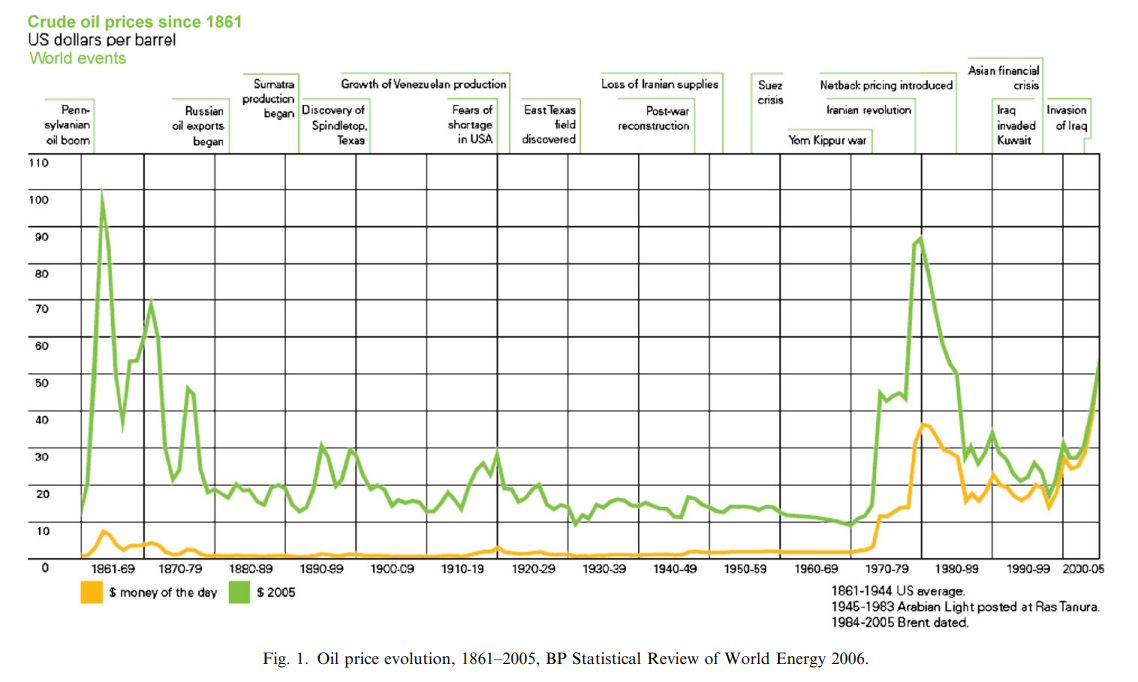 Crude oil prices since 1861
US dollars per barrel
World events
Penn-
sylvanian
oil boom
Russian
oil exports
began
Sumatra
production
began
Discovery of
Spindletop,
Texas
Growth of Venezuelan production
Fears of
shortage
in USA
East Texas
field
discovered
Loss of Iranian supplies
Post-war
reconstruction
Suez
crisis
Yom Kippur war
Netback pricing introduced
Iranian revolution
Asian financial
crisis
Iraq
invaded
Kuwait
Invasion
of Iraq
110
100
90
80
70
60
50
40
30
20
10
0
1861-69 1870-79 1880-89 1890-99 1900-09 1910-19 1920-29 1930-39 1940-49 1950-59 1960-69 1970-79 1980-89 1990-99 2000-05
$ money of the day $ 2005
1861-1944 US average.
1945-1983 Arabian Light posted at Ras Tanura.
1984-2005 Brent dated.
Fig. 1. Oil price evolution, 1861–2005, BP Statistical Review of World Energy 2006.